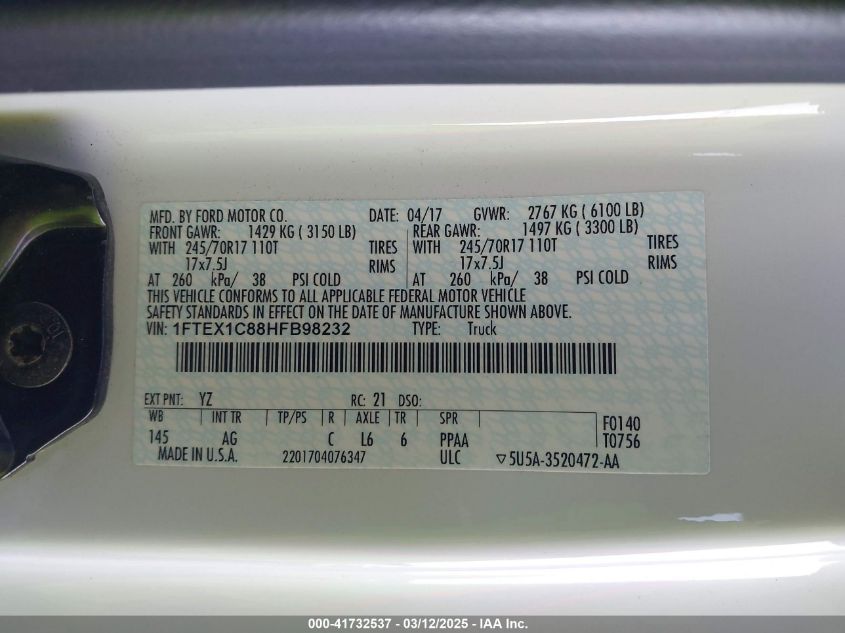 MFD. BY FORD MOTOR CO. DATE: 04/17 GVWR: 2767 KG ( 6100 LB)
FRONT GAWR: 1429 KG ( 3150 LB) REAR GAWR: 1497 KG ( 3300 LB)
WITH 245/70R17 110T TIRES WITH 245/70R17 110T TIRES
17x7.5J RIMS 17x7.5J RIMS
AT 260 kPa/ 38 PSI COLD AT 260 kPa/ 38 PSI COLD
THIS VEHICLE CONFORMS TO ALL APPLICABLE FEDERAL MOTOR VEHICLE
SAFETY STANDARDS IN EFFECT ON THE DATE OF MANUFACTURE SHOWN ABOVE.
VIN: 1FTEX1C88HFB98232 TYPE: Truck
EXT PNT: YZ RC: 21 DSO:
WB INT TR TP/PS R AXLE TR SPR F0140
145 AG C L6 6 PPAA T0756
MADE IN U.S.A. 2201704076347 ULC ▽5U5A-3520472-AA
000-41732537 - 03/12/2025 - IAA Inc.